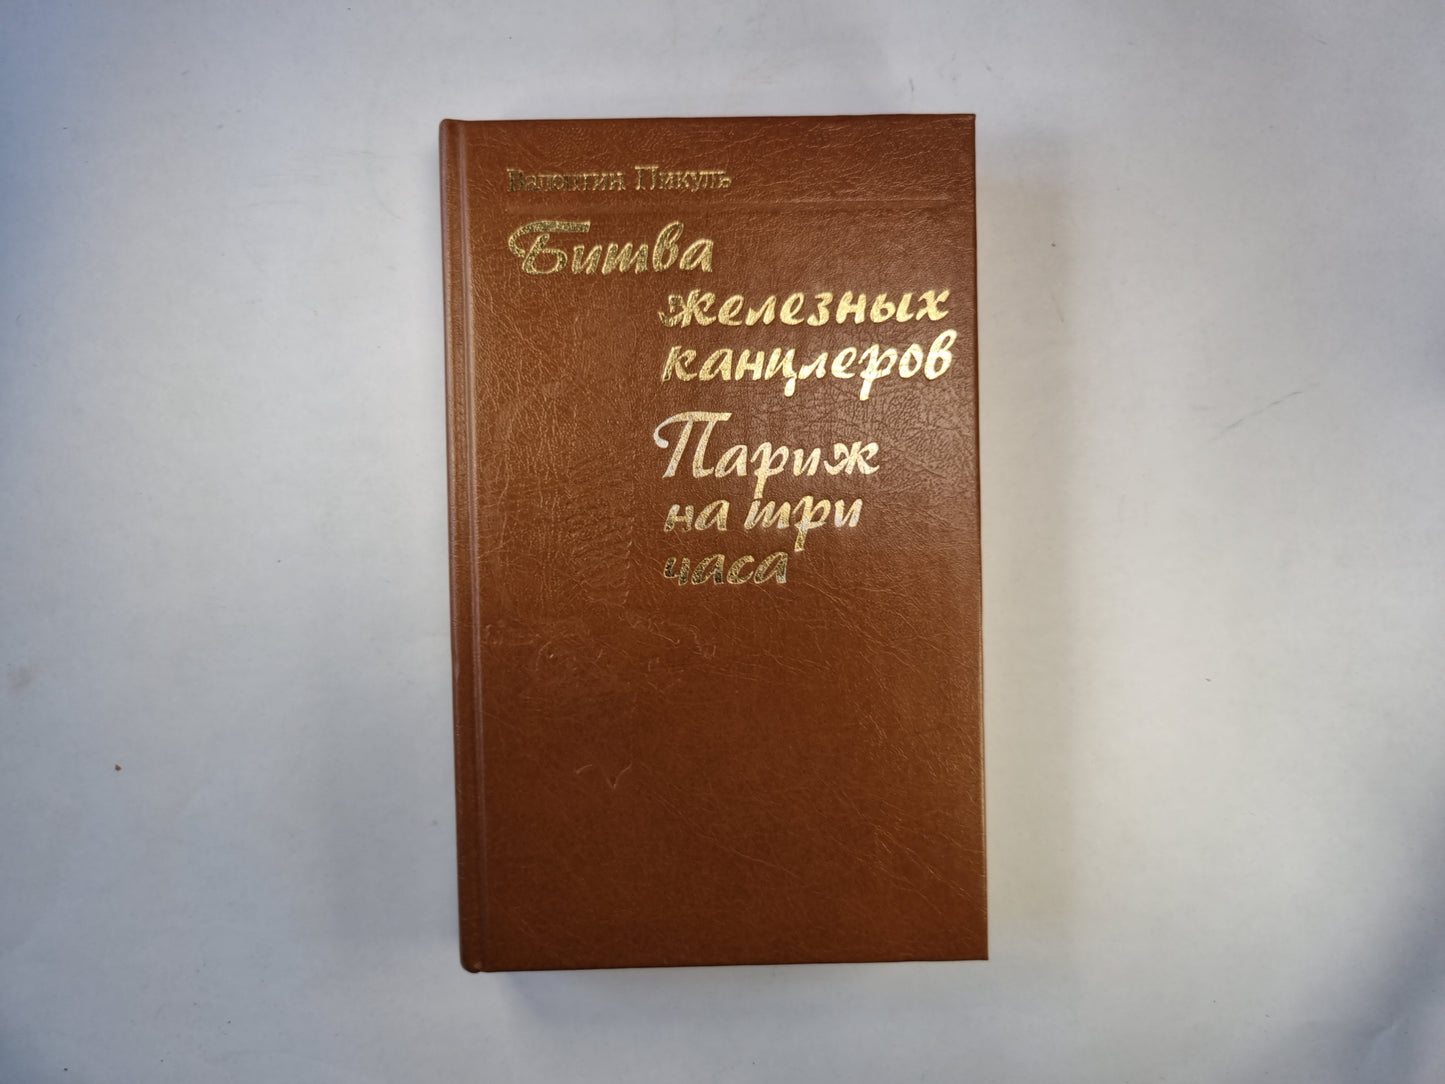 Валентин Пикуль
Битва
железных
канцлеров
Париж
на три
часа